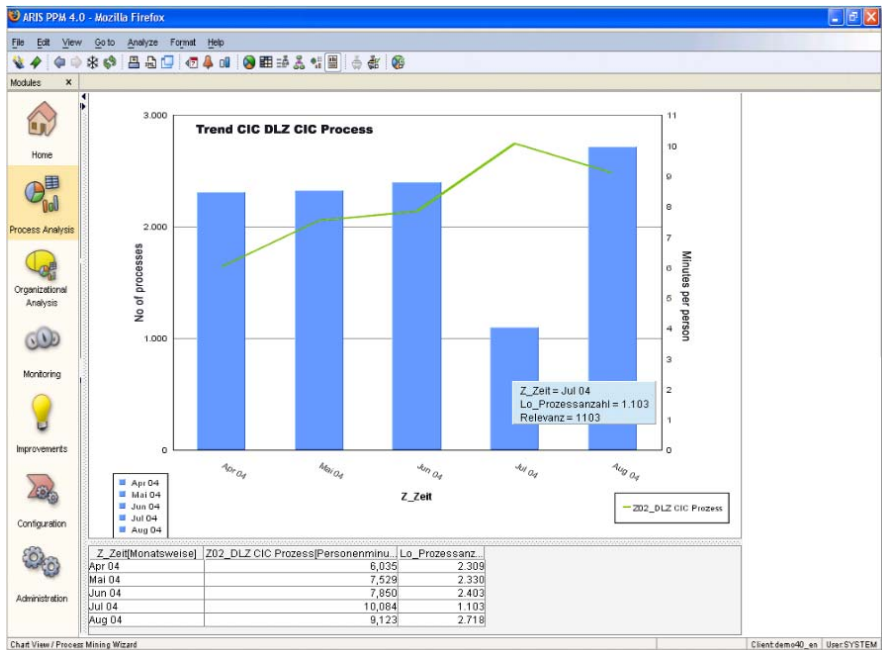 ARIS PPM 4.0 - Mozilla Firefox
File Edit View Go to Analyze Format Help
Modules x
Home
Process Analysis
Organizational
Analysis
Monitoring
Improvements
Configuration
Administration
Trend CIC DLZ CIC Process
3.000
2.000
1.000
0
No of processes
11
10
9
8
7
6
5
4
3
2
1
0
Minutes per person
Z_Zeit = Jul 04
Lo_Prozessanzahl = 1.103
Relevanz = 1103
Apr 04
Mai 04
Jun 04
Jul 04
Aug 04
Z_Zeit
Apr 04
Mai 04
Jun 04
Jul 04
Aug 04
Z02_DLZ CIC Prozess
Z_Zeit[Monatsweise] Z02_DLZ CIC Prozess[Personenminu... Lo_Prozessanz...
Apr 04 6,035 2.309
Mai 04 7,529 2.330
Jun 04 7,850 2.403
Jul 04 10,084 1.103
Aug 04 9,123 2.718
Chart View / Process Mining Wizard
Client:demo40_en User:SYSTEM